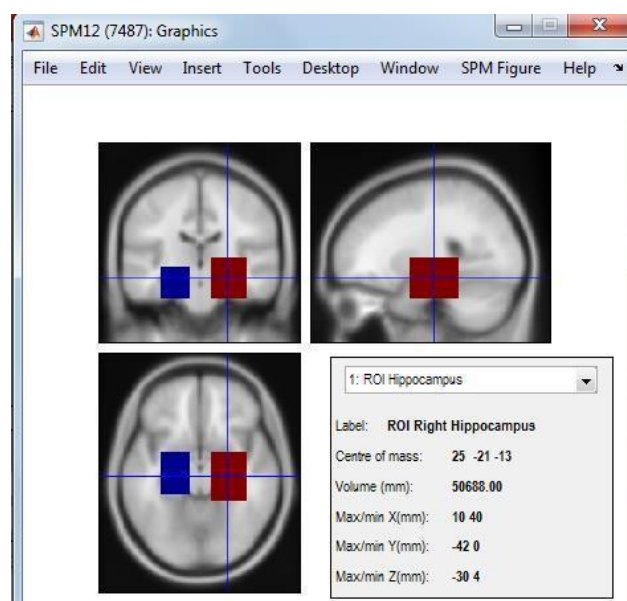 SPM12 (7487): Graphics
File Edit View Insert Tools Desktop Window SPM Figure Help
1: ROI Hippocampus
Label: ROI Right Hippocampus
Centre of mass: 25 -21 -13
Volume (mm): 50688.00
Max/min X(mm): 10 40
Max/min Y(mm): -42 0
Max/min Z(mm): -30 4